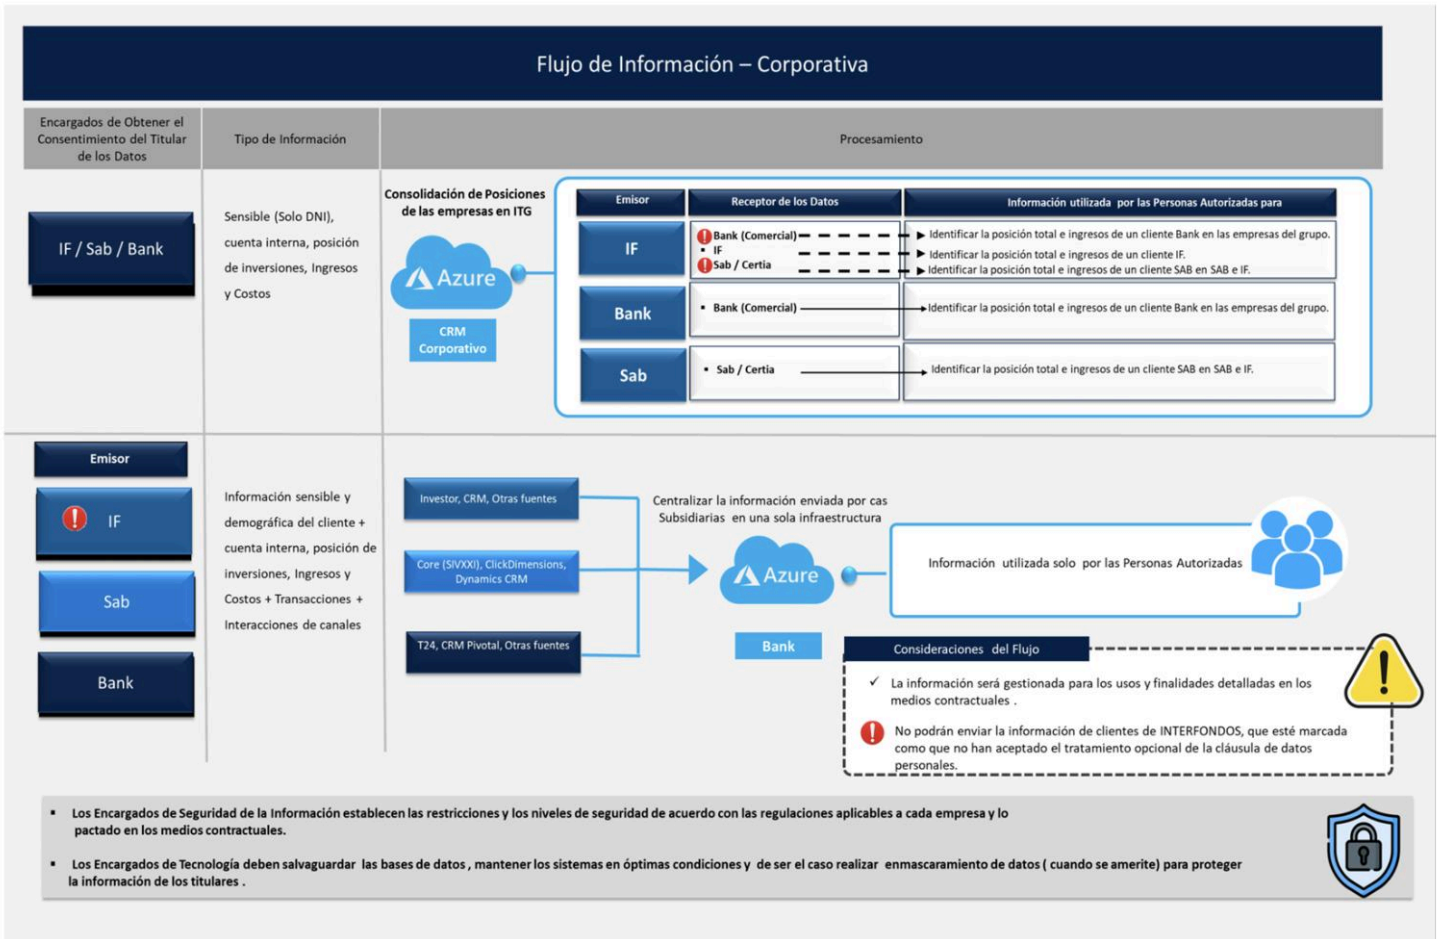 Flujo de Información – Corporativa
Encargados de Obtener el
Consentimiento del Titular
de los Datos
Tipo de Información
Procesamiento
IF / Sab / Bank
Sensible (Solo DNI),
cuenta interna, posición
de inversiones, Ingresos
y Costos
Consolidación de Posiciones
de las empresas en ITG
Azure
CRM
Corporativo
Emisor
Receptor de los Datos
Información utilizada por las Personas Autorizadas para
IF
Bank (Comercial)
▪ IF
Sab / Certia
Identificar la posición total e ingresos de un cliente Bank en las empresas del grupo.
Identificar la posición total e ingresos de un cliente IF.
Identificar la posición total e ingresos de un cliente SAB en SAB e IF.
Bank
▪ Bank (Comercial)
Identificar la posición total e ingresos de un cliente Bank en las empresas del grupo.
Sab
▪ Sab / Certia
Identificar la posición total e ingresos de un cliente SAB en SAB e IF.
Emisor
IF
Sab
Bank
Información sensible y
demográfica del cliente +
cuenta interna, posición de
inversiones, Ingresos y
Costos + Transacciones +
Interacciones de canales
Investor, CRM, Otras fuentes
Core (SIVXXI), ClickDimensions,
Dynamics CRM
T24, CRM Pivotal, Otras fuentes
Centralizar la información enviada por cas
Subsidiarias en una sola infraestructura
Azure
Bank
Información utilizada solo por las Personas Autorizadas
Consideraciones del Flujo
✓ La información será gestionada para los usos y finalidades detalladas en los
medios contractuales .
No podrán enviar la información de clientes de INTERFONDOS, que esté marcada
como que no han aceptado el tratamiento opcional de la cláusula de datos
personales.
▪ Los Encargados de Seguridad de la Información establecen las restricciones y los niveles de seguridad de acuerdo con las regulaciones aplicables a cada empresa y lo
pactado en los medios contractuales.
▪ Los Encargados de Tecnología deben salvaguardar las bases de datos , mantener los sistemas en óptimas condiciones y de ser el caso realizar enmascaramiento de datos ( cuando se amerite) para proteger
la información de los titulares .